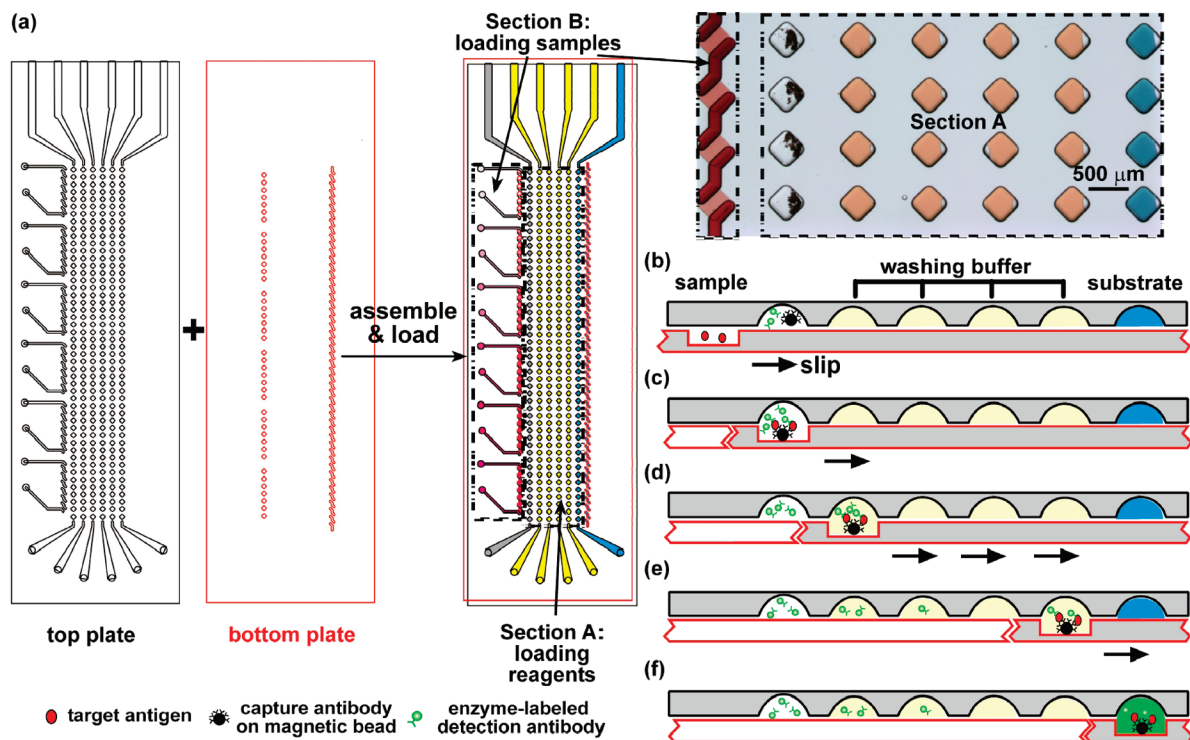 (a)
Section B:
loading samples
Section A
500 μm
+
assemble
& load
top plate
bottom plate
Section A:
loading
reagents
target antigen
capture antibody
on magnetic bead
enzyme-labeled
detection antibody
(b)
washing buffer
sample
substrate
slip
(c)
(d)
(e)
(f)